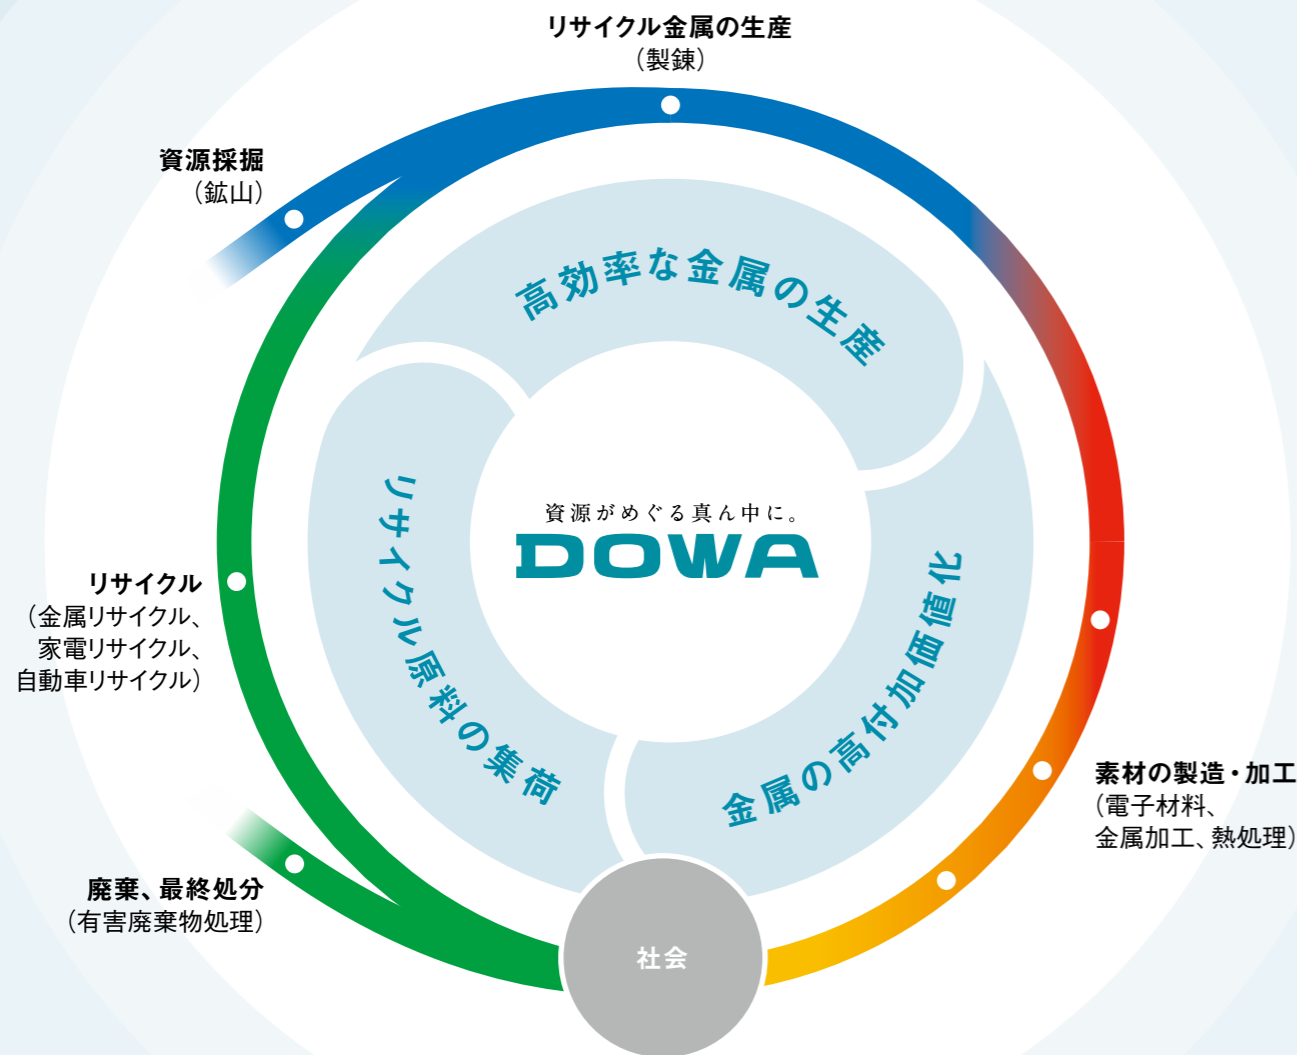 リサイクル金属の生産
(製錬)
資源採掘
(鉱山)
高効率な金属の生産
リサイクル原料の集荷
金属の高付加価値化
資源がめぐる真ん中に。
DOWA
リサイクル
(金属リサイクル、
家電リサイクル、
自動車リサイクル)
素材の製造・加工
(電子材料、
金属加工、熱処理)
廃棄、最終処分
(有害廃棄物処理)
社会